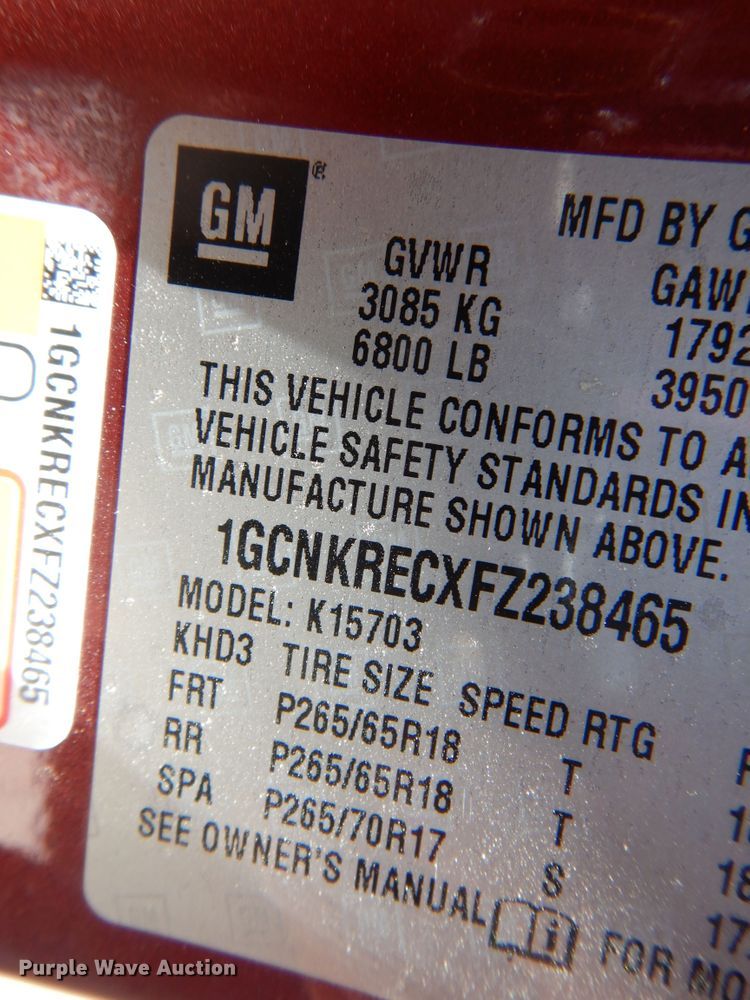 GM
®
MFD BY G
GVWR
GAW
3085 KG
1792
6800 LB
3950
THIS VEHICLE CONFORMS TO A
VEHICLE SAFETY STANDARDS IN
MANUFACTURE SHOWN ABOVE.
1GCNKRECXFZ238465
MODEL: K15703
KHD3 TIRE SIZE SPEED RTG
FRT P265/65R18 T
RR P265/65R18 T 18
SPA P265/70R17 S 17
SEE OWNER'S MANUAL i FOR MO
1GCNKRECXFZ238465
Purple Wave Auction